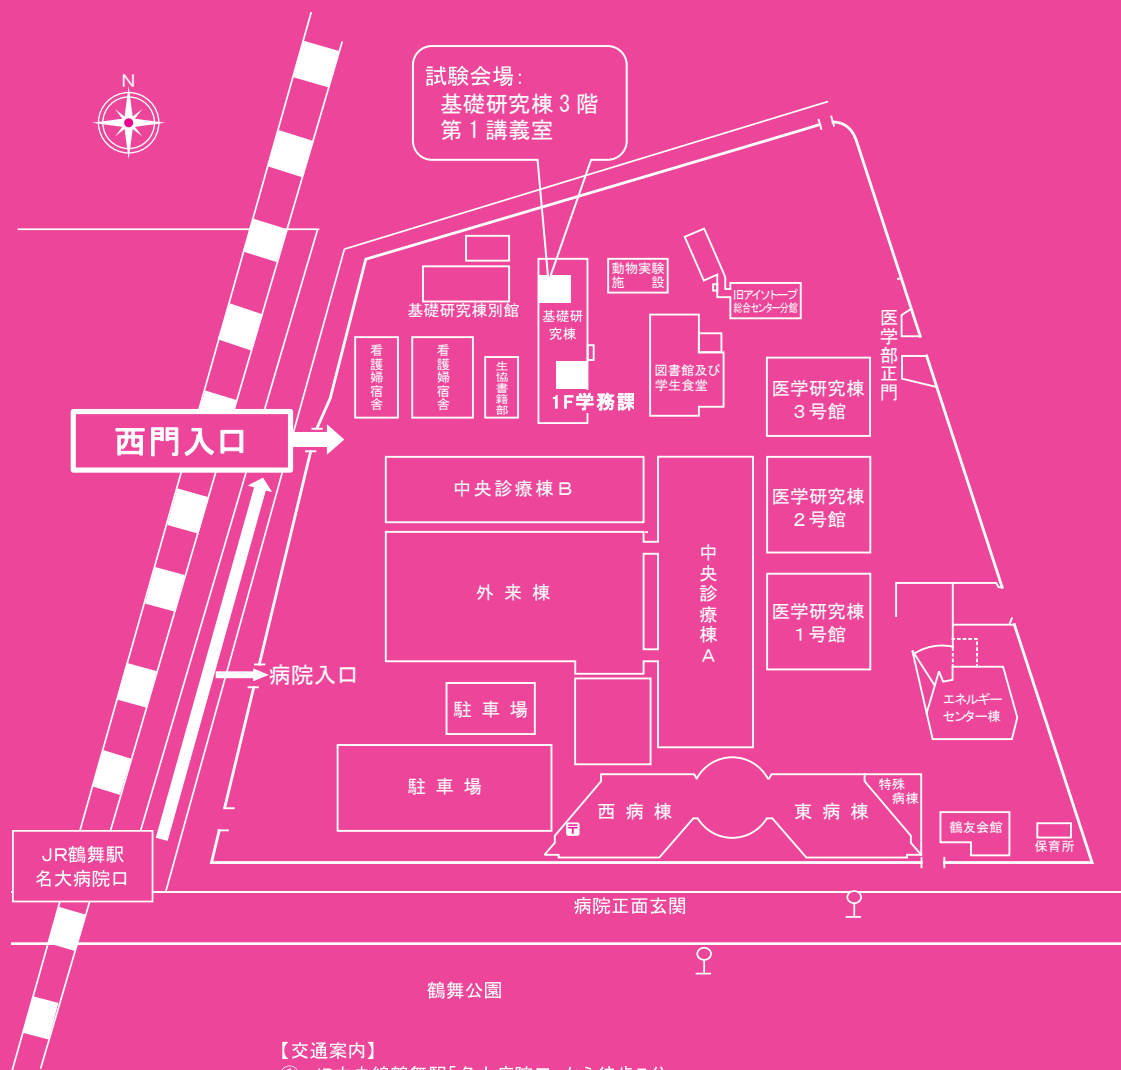 N
試験会場：
基礎研究棟３階
第１講義室
動物実験
施　設
旧アイソトープ
総合センター分館
基礎研究棟別館
基礎研
究棟
医学部正門
看護婦宿舎
看護婦宿舎
生協書籍部
図書館及び
学生食堂
医学研究棟
３号館
1F学務課
西門入口
中央診療棟Ｂ
医学研究棟
２号館
中央診療棟Ａ
外来棟
医学研究棟
１号館
病院入口
エネルギー
センター棟
駐車場
駐車場
特殊
病棟
西病棟
東病棟
〒
鶴友会館
保育所
ＪＲ鶴舞駅
名大病院口
病院正面玄関
鶴舞公園
【交通案内】